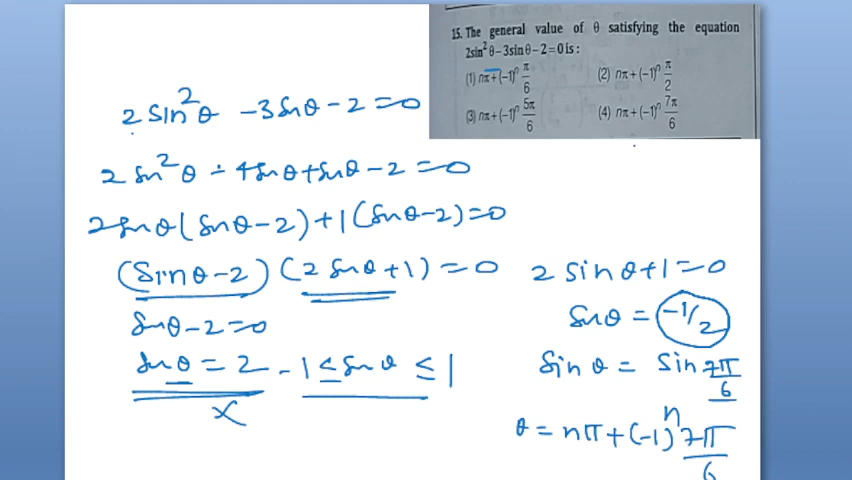 15. The general value of θ satisfying the equation
2sin²θ-3sinθ-2=0 is :
(1) nπ+(-1)ⁿ π/6
(2) nπ+(-1)ⁿ π/2
(3) nπ+(-1)ⁿ 5π/6
(4) nπ+(-1)ⁿ 7π/6
2 sin²θ - 3 sinθ - 2 = 0
2 sin²θ - 4 sinθ + sinθ - 2 = 0
2 sinθ (sinθ - 2) + 1 (sinθ - 2) = 0
(sinθ - 2) (2 sinθ + 1) = 0
sinθ - 2 = 0
sinθ = 2
- 1 ≤ sinθ ≤ 1
X
2 sinθ + 1 = 0
sinθ = -1/2
sinθ = sin 7π/6
θ = nπ + (-1)ⁿ 7π/6